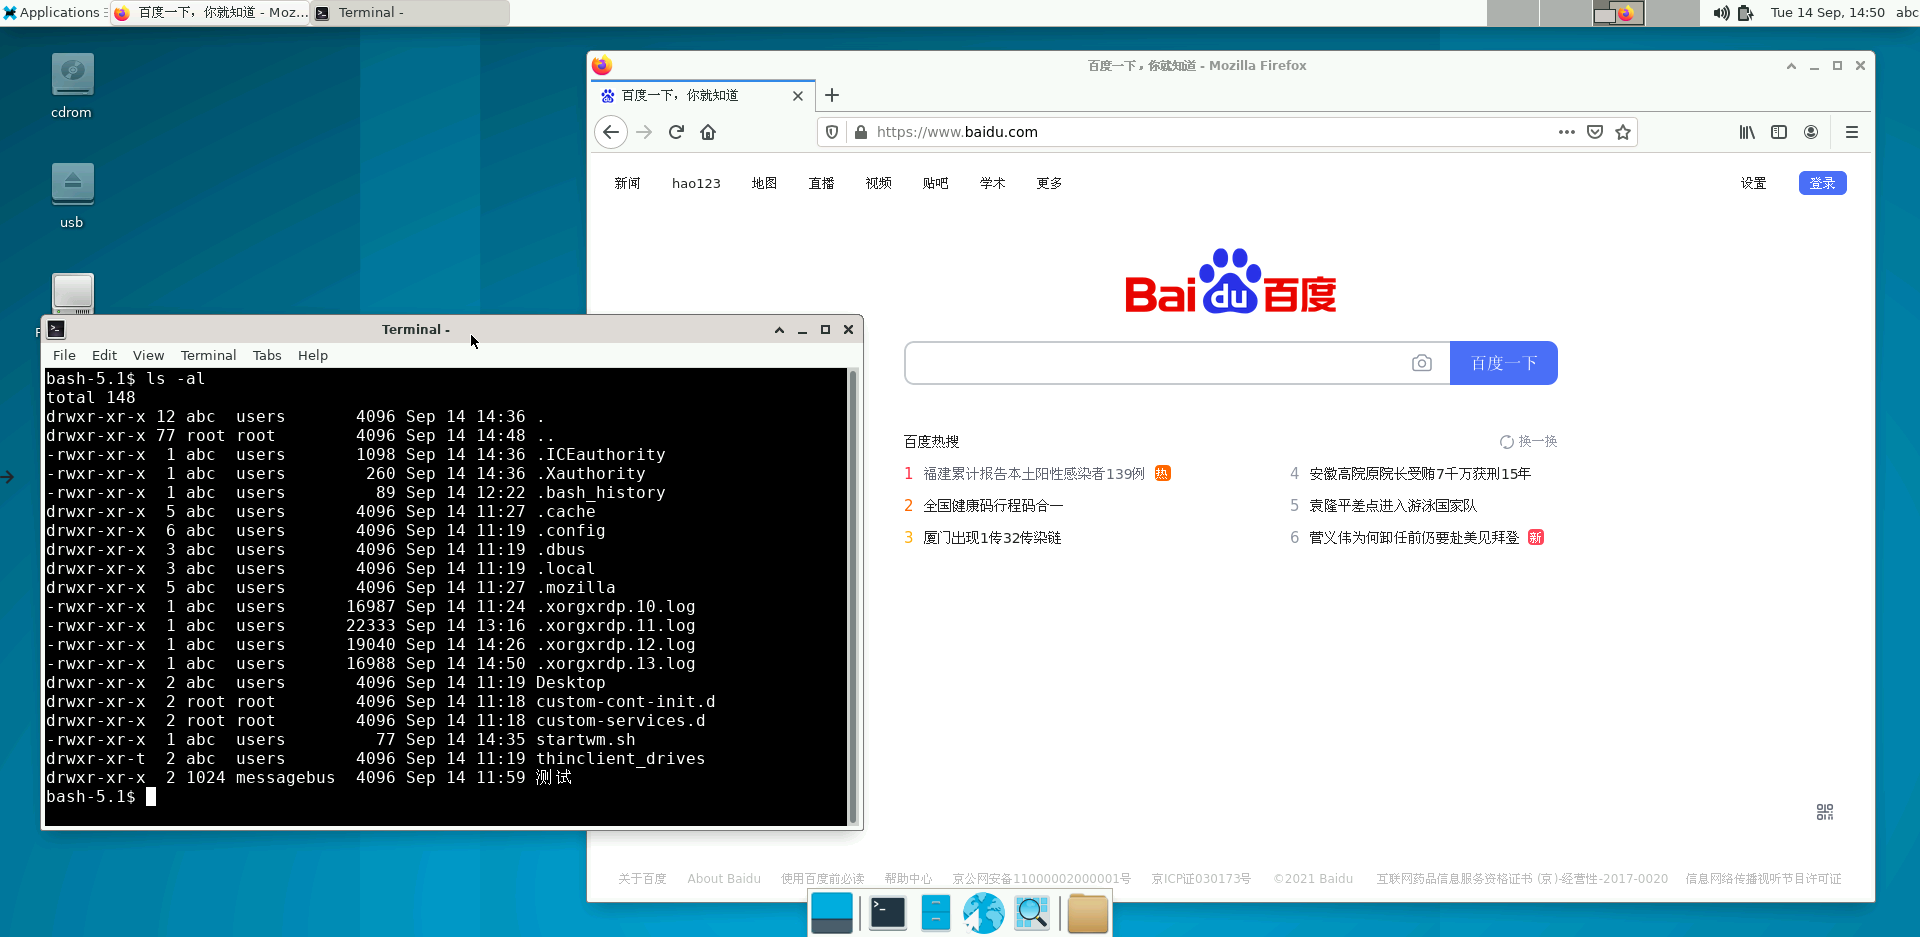 Applications
百度一下，你就知道 - Moz...
Terminal -
Tue 14 Sep, 14:50
abc
cdrom
usb
百度一下，你就知道 - Mozilla Firefox
百度一下，你就知道
https://www.baidu.com
新闻 hao123 地图 直播 视频 贴吧 学术 更多
设置 登录
Bai du 百度
百度一下
百度热搜
换一换
1 福建累计报告本土阳性感染者139例 热
2 全国健康码行程码合一
3 厦门出现1传32传染链
4 安徽高院原院长受贿7千万获刑15年
5 袁隆平差点进入游泳国家队
6 菅义伟为何卸任前仍要赴美见拜登 新
关于百度 About Baidu 使用百度前必读 帮助中心 京公网安备11000002000001号 京ICP证030173号 ©2021 Baidu 互联网药品信息服务资格证书 (京)-经营性-2017-0020 信息网络传播视听节目许可证
Terminal -
File Edit View Terminal Tabs Help
bash-5.1$ ls -al
total 148
drwxr-xr-x 12 abc  users       4096 Sep 14 14:36 .
drwxr-xr-x 77 root root        4096 Sep 14 14:48 ..
-rwxr-xr-x  1 abc  users       1098 Sep 14 14:36 .ICEauthority
-rwxr-xr-x  1 abc  users        260 Sep 14 14:36 .Xauthority
-rwxr-xr-x  1 abc  users         89 Sep 14 12:22 .bash_history
drwxr-xr-x  5 abc  users       4096 Sep 14 11:27 .cache
drwxr-xr-x  6 abc  users       4096 Sep 14 11:19 .config
drwxr-xr-x  3 abc  users       4096 Sep 14 11:19 .dbus
drwxr-xr-x  3 abc  users       4096 Sep 14 11:19 .local
drwxr-xr-x  5 abc  users       4096 Sep 14 11:27 .mozilla
-rwxr-xr-x  1 abc  users      16987 Sep 14 11:24 .xorgxrdp.10.log
-rwxr-xr-x  1 abc  users      22333 Sep 14 13:16 .xorgxrdp.11.log
-rwxr-xr-x  1 abc  users      19040 Sep 14 14:26 .xorgxrdp.12.log
-rwxr-xr-x  1 abc  users      16988 Sep 14 14:50 .xorgxrdp.13.log
drwxr-xr-x  2 abc  users       4096 Sep 14 11:19 Desktop
drwxr-xr-x  2 root root        4096 Sep 14 11:18 custom-cont-init.d
drwxr-xr-x  2 root root        4096 Sep 14 11:18 custom-services.d
-rwxr-xr-x  1 abc  users         77 Sep 14 14:35 startwm.sh
drwxr-xr-t  2 abc  users       4096 Sep 14 11:19 thinclient_drives
drwxr-xr-x  2 1024 messagebus  4096 Sep 14 11:59 测试
bash-5.1$